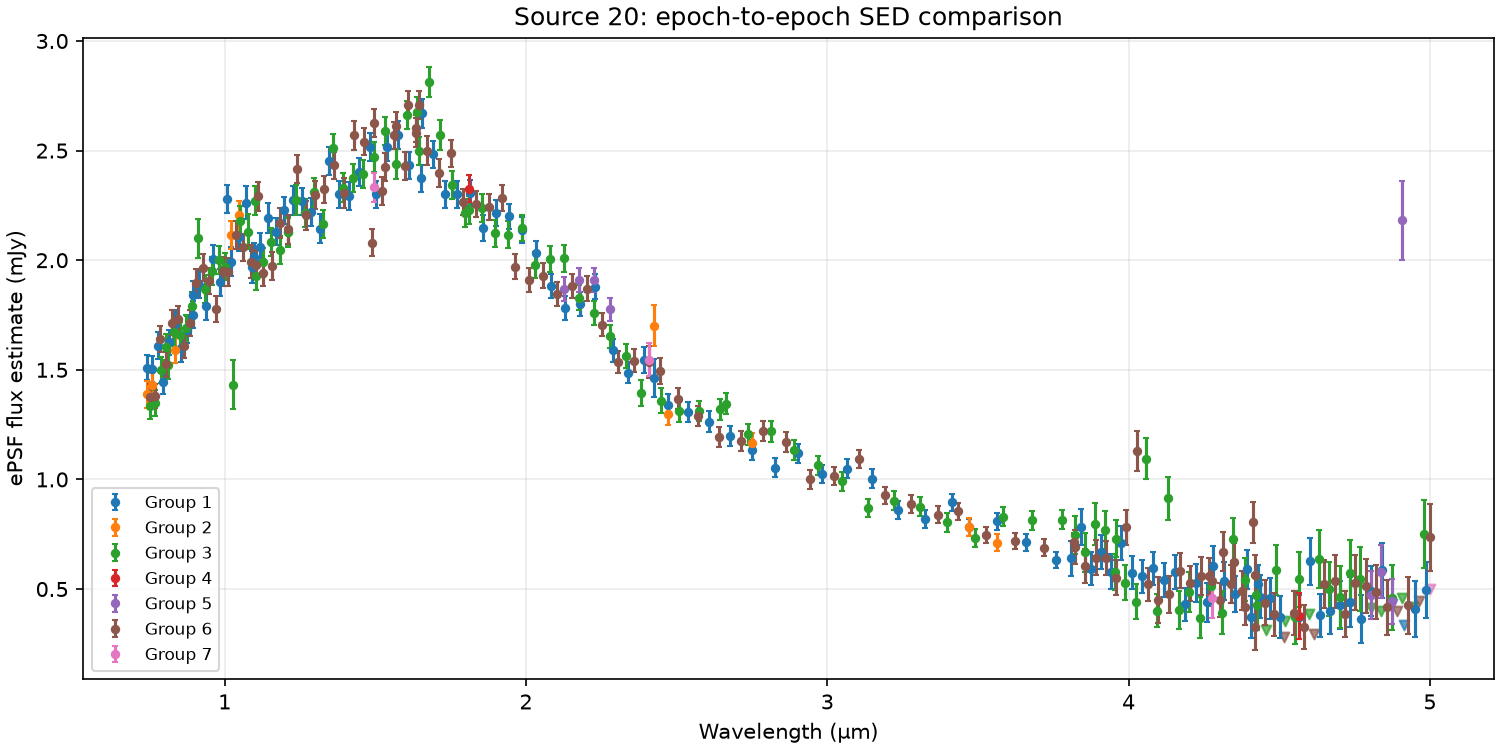 Source 20: epoch-to-epoch SED comparison
ePSF flux estimate (mJy)
3.0
2.5
2.0
1.5
1.0
0.5
Group 1
Group 2
Group 3
Group 4
Group 5
Group 6
Group 7
1
2
3
4
5
Wavelength (μm)